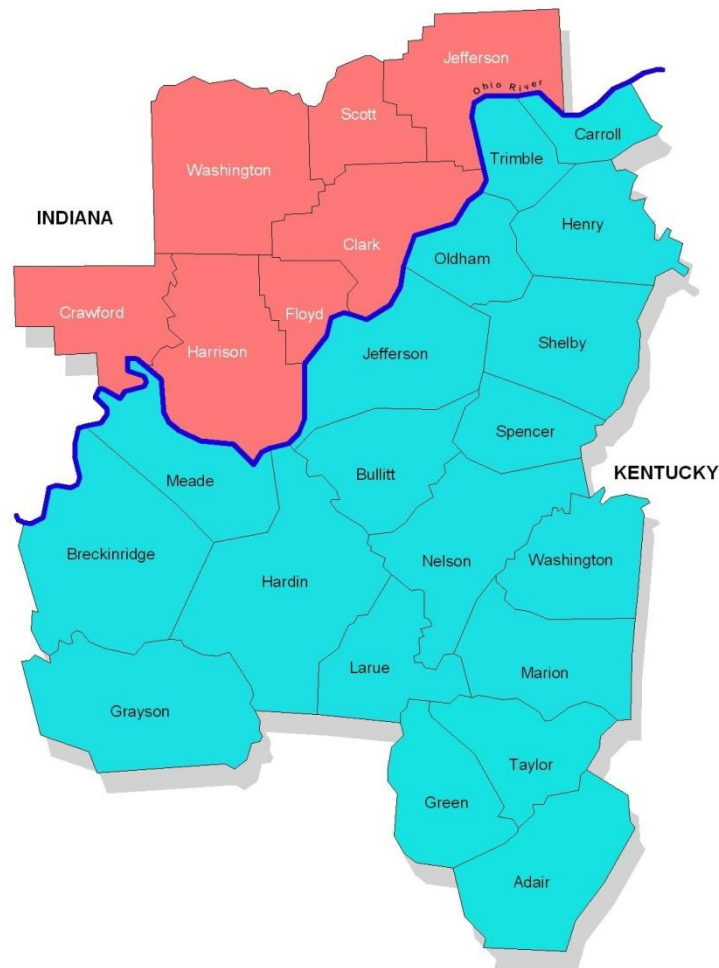 Jefferson
Ohio River
Scott
Carroll
Trimble
Washington
INDIANA
Henry
Clark
Oldham
Crawford
Floyd
Harrison
Jefferson
Shelby
Spencer
Meade
Bullitt
KENTUCKY
Breckinridge
Nelson
Washington
Hardin
Larue
Marion
Grayson
Taylor
Green
Adair